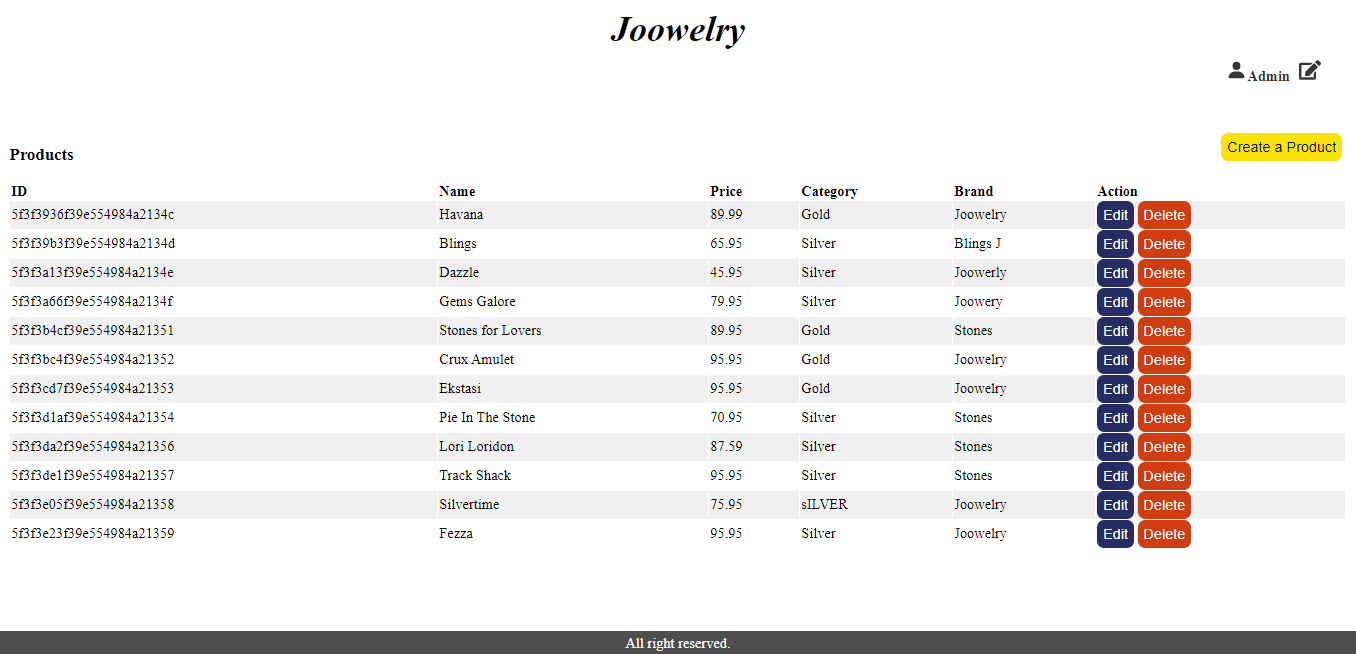 Joowelry
Admin
Create a Product
Products
ID Name Price Category Brand Action
5f3f3936f39e554984a2134c Havana 89.99 Gold Joowelry Edit Delete
5f3f39b3f39e554984a2134d Blings 65.95 Silver Blings J Edit Delete
5f3f3a13f39e554984a2134e Dazzle 45.95 Silver Joowerly Edit Delete
5f3f3a66f39e554984a2134f Gems Galore 79.95 Silver Joowery Edit Delete
5f3f3b4cf39e554984a21351 Stones for Lovers 89.95 Gold Stones Edit Delete
5f3f3bc4f39e554984a21352 Crux Amulet 95.95 Gold Joowelry Edit Delete
5f3f3cd7f39e554984a21353 Ekstasi 95.95 Gold Joowelry Edit Delete
5f3f3d1af39e554984a21354 Pie In The Stone 70.95 Silver Stones Edit Delete
5f3f3da2f39e554984a21356 Lori Loridon 87.59 Silver Stones Edit Delete
5f3f3de1f39e554984a21357 Track Shack 95.95 Silver Stones Edit Delete
5f3f3e05f39e554984a21358 Silvertime 75.95 sILVER Joowelry Edit Delete
5f3f3e23f39e554984a21359 Fezza 95.95 Silver Joowelry Edit Delete
All right reserved.